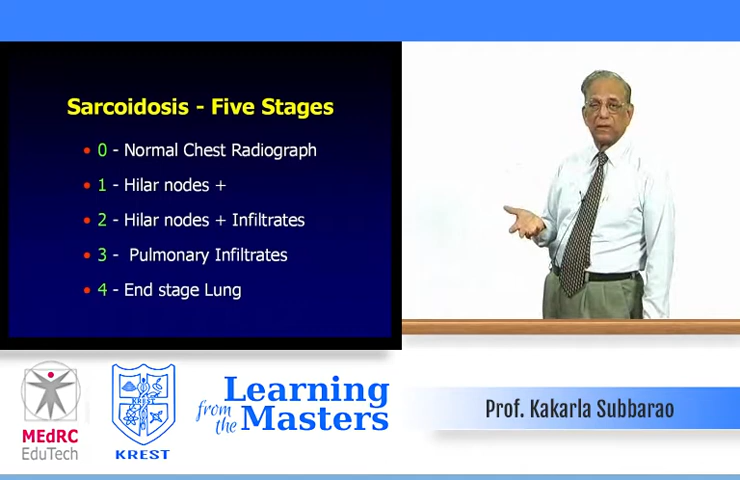 Sarcoidosis - Five Stages
• 0 - Normal Chest Radiograph
• 1 - Hilar nodes +
• 2 - Hilar nodes + Infiltrates
• 3 - Pulmonary Infiltrates
• 4 - End stage Lung
MEdRC
EduTech
KREST
KREST
Learning
from the Masters
Prof. Kakarla Subbarao